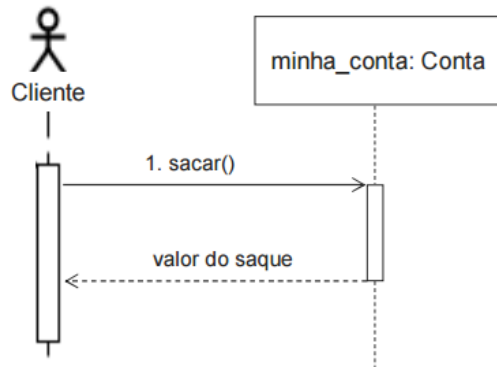 Cliente
minha_conta: Conta
1. sacar()
valor do saque